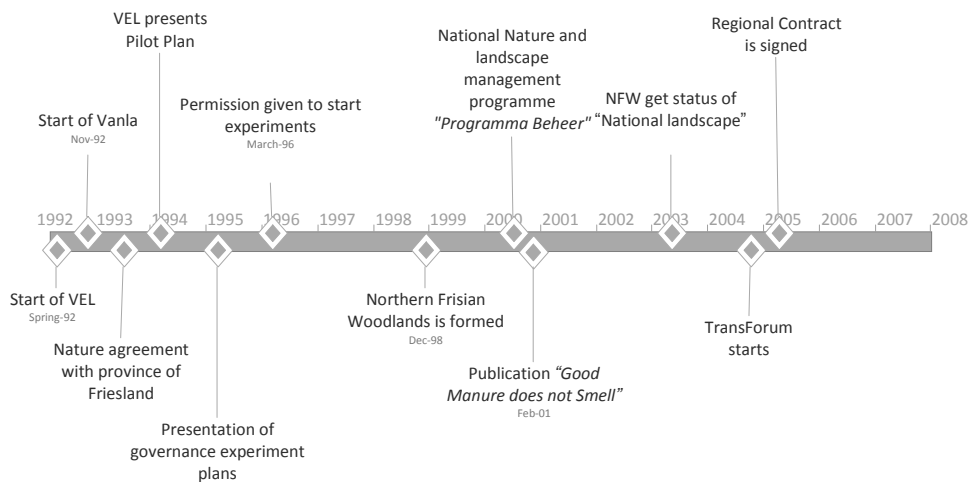 VEL presents
Pilot Plan
Start of Vanla
Nov-92
Permission given to start
experiments
March-96
National Nature and
landscape
management
programme
"Programma Beheer"
NFW get status of
“National landscape”
Regional Contract
is signed
1992 1993 1994 1995 1996 1997 1998 1999 2000 2001 2002 2003 2004 2005 2006 2007 2008
Start of VEL
Spring-92
Nature agreement
with province of
Friesland
Presentation of
governance experiment
plans
Northern Frisian
Woodlands is formed
Dec-98
Publication “Good
Manure does not Smell”
Feb-01
TransForum
starts